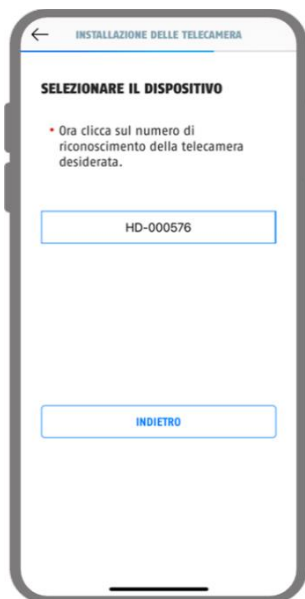 INSTALLAZIONE DELLE TELECAMERA
SELEZIONARE IL DISPOSITIVO
• Ora clicca sul numero di
riconoscimento della telecamera
desiderata.
HD-000576
INDIETRO